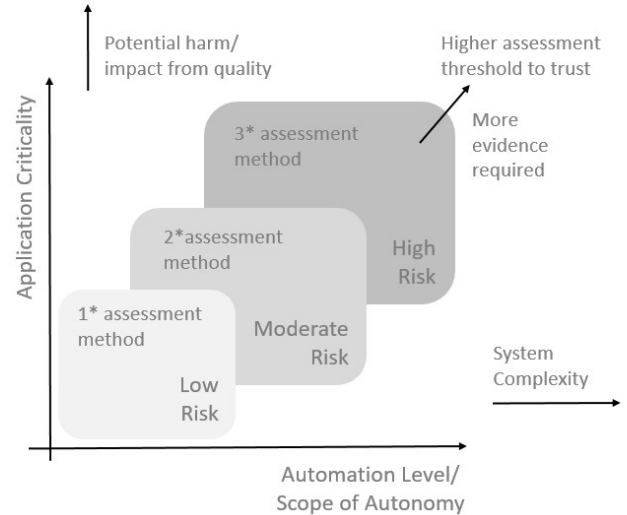 Potential harm/
impact from quality
Higher assessment
threshold to trust
More
evidence
required
Application Criticality
3* assessment
method
High
Risk
2*assessment
method
Moderate
Risk
1* assessment
method
Low
Risk
System
Complexity
Automation Level/
Scope of Autonomy